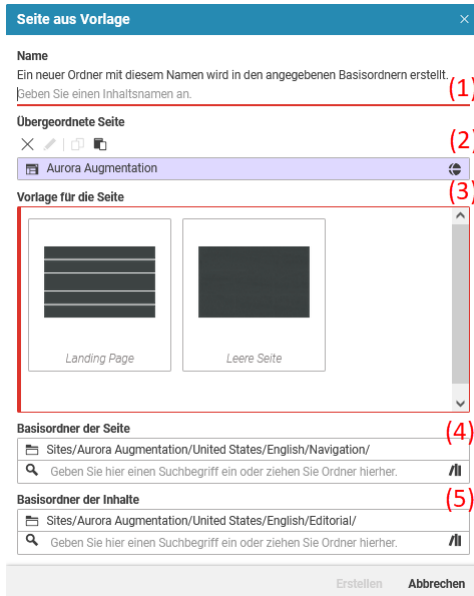 Seite aus Vorlage
Name
Ein neuer Ordner mit diesem Namen wird in den angegebenen Basisordnern erstellt.
Geben Sie einen Inhaltsnamen an.
(1)
Übergeordnete Seite
(2)
Aurora Augmentation
Vorlage für die Seite
(3)
Landing Page
Leere Seite
Basisordner der Seite
(4)
Sites/Aurora Augmentation/United States/English/Navigation/
Geben Sie hier einen Suchbegriff ein oder ziehen Sie Ordner hierher.
Basisordner der Inhalte
(5)
Sites/Aurora Augmentation/United States/English/Editorial/
Geben Sie hier einen Suchbegriff ein oder ziehen Sie Ordner hierher.
Erstellen Abbrechen